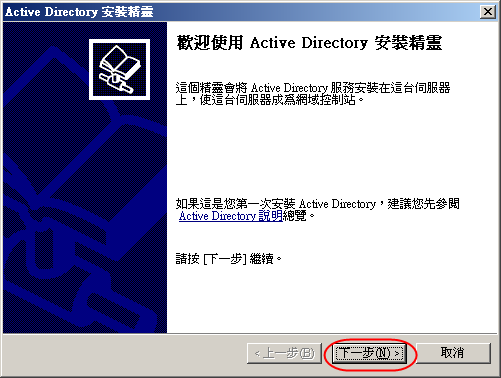 Active Directory 安裝精靈
歡迎使用 Active Directory 安裝精靈
這個精靈會將 Active Directory 服務安裝在這台伺服器
上，使這台伺服器成為網域控制站。
如果這是您第一次安裝 Active Directory，建議您先參閱
Active Directory 說明總覽。
請按 [下一步] 繼續。
< 上一步(B) 下一步(N) > 取消